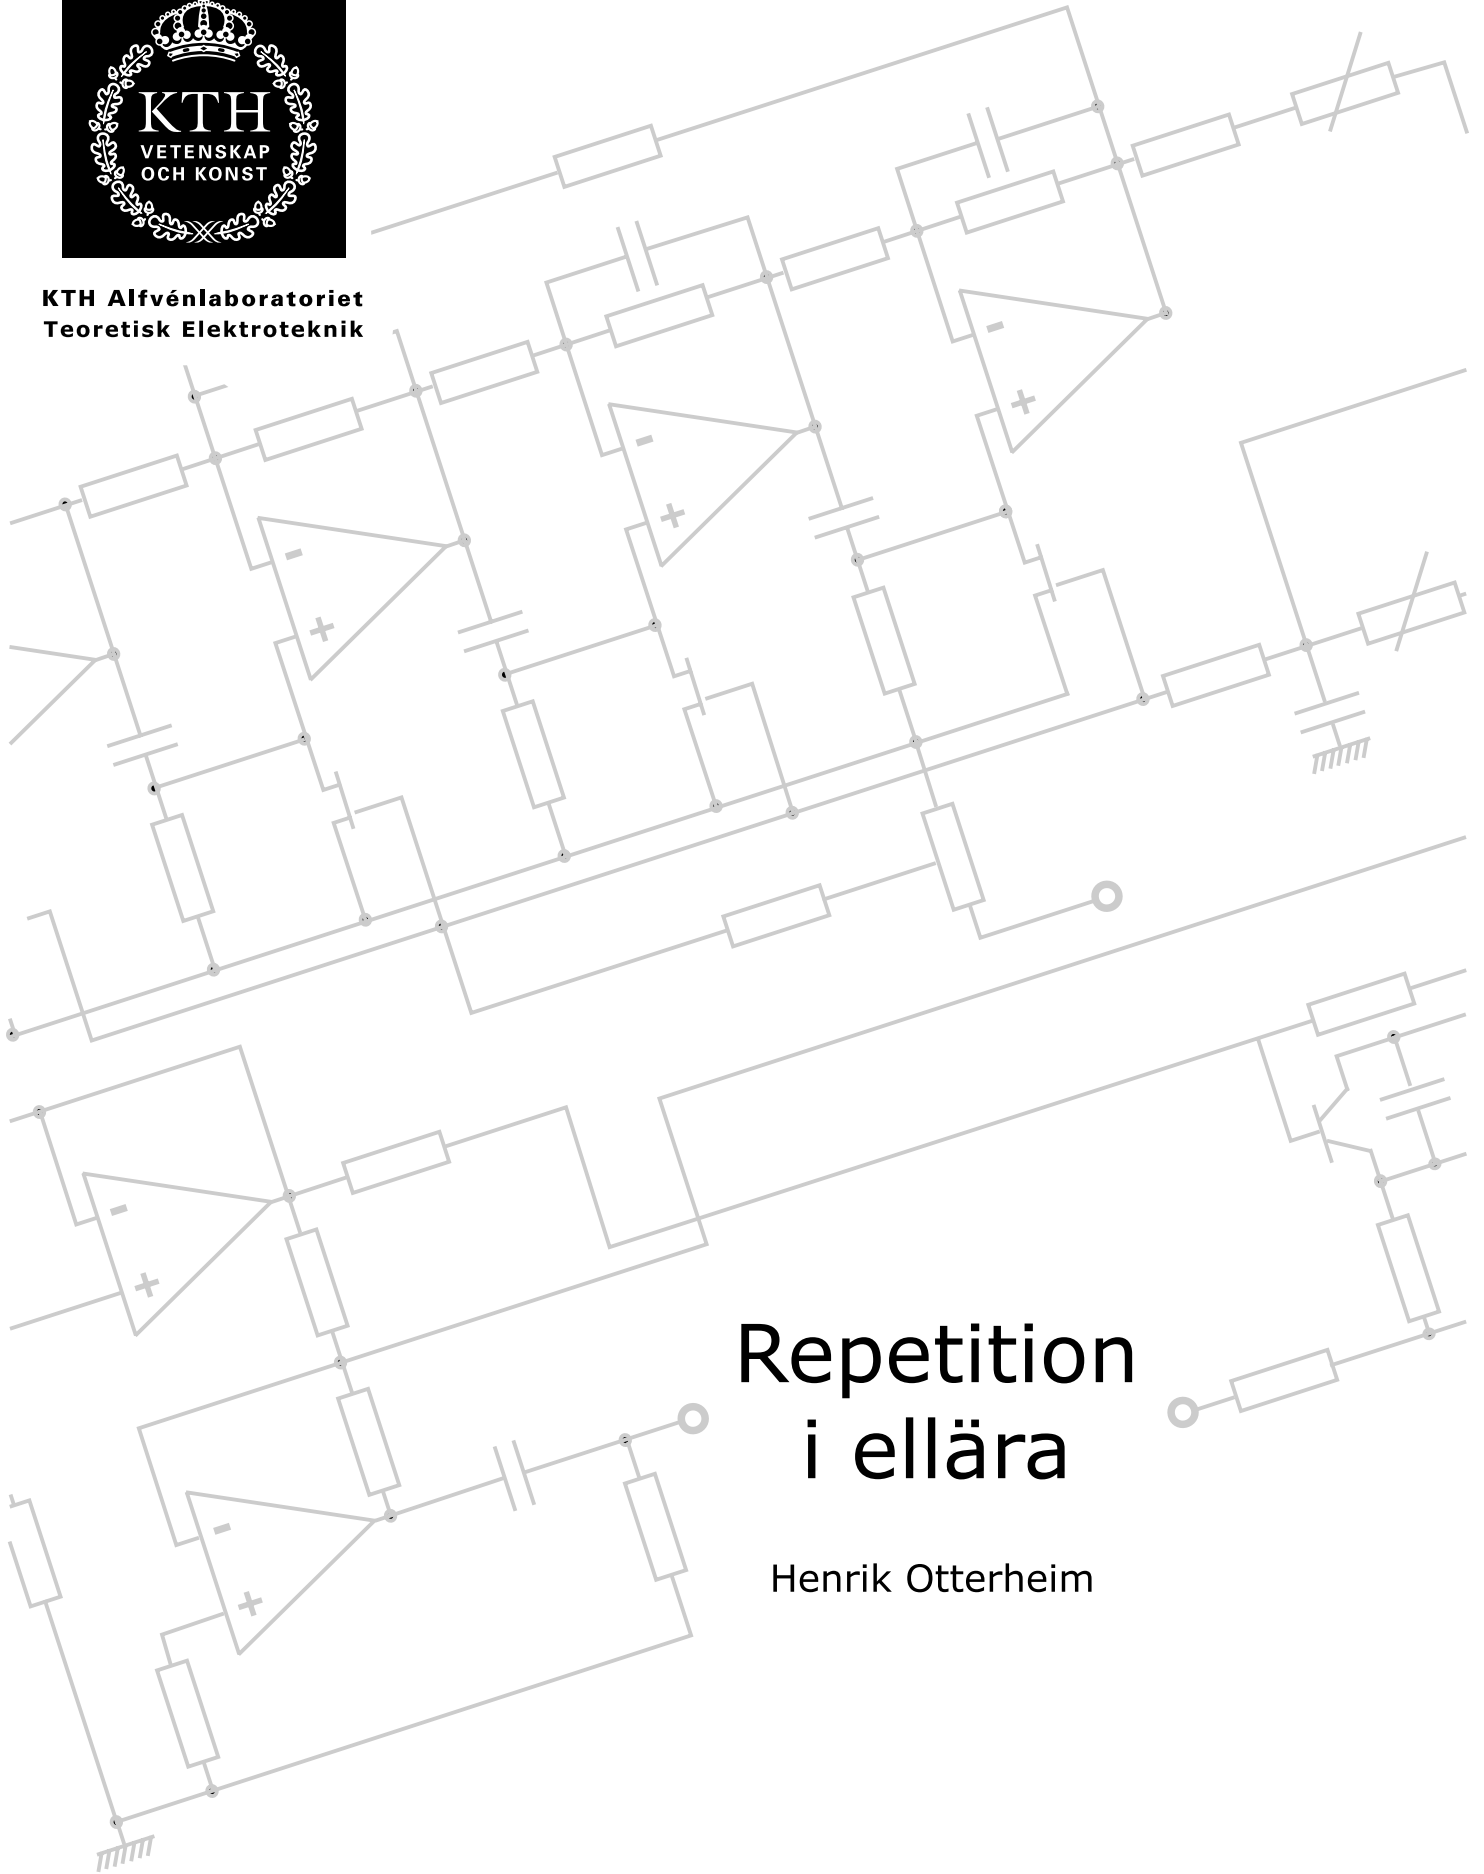 KTH
VETENSKAP
OCH KONST
KTH Alfvénlaboratoriet
Teoretisk Elektroteknik
Repetition
i ellära
Henrik Otterheim